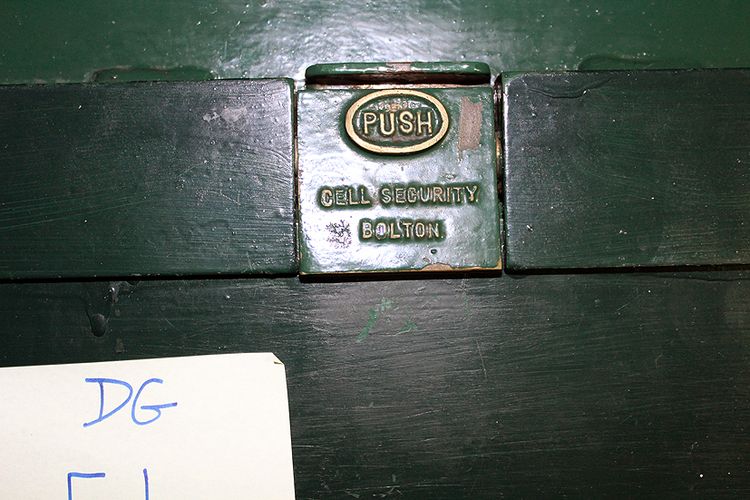 PUSH
CELL SECURITY
BOLTON
DG